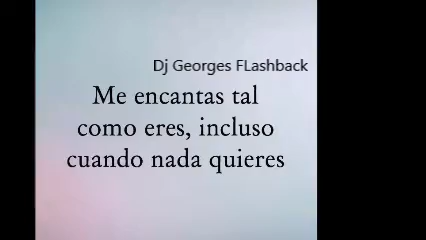 Dj Georges FLashback
Me encantas tal
como eres, incluso
cuando nada quieres